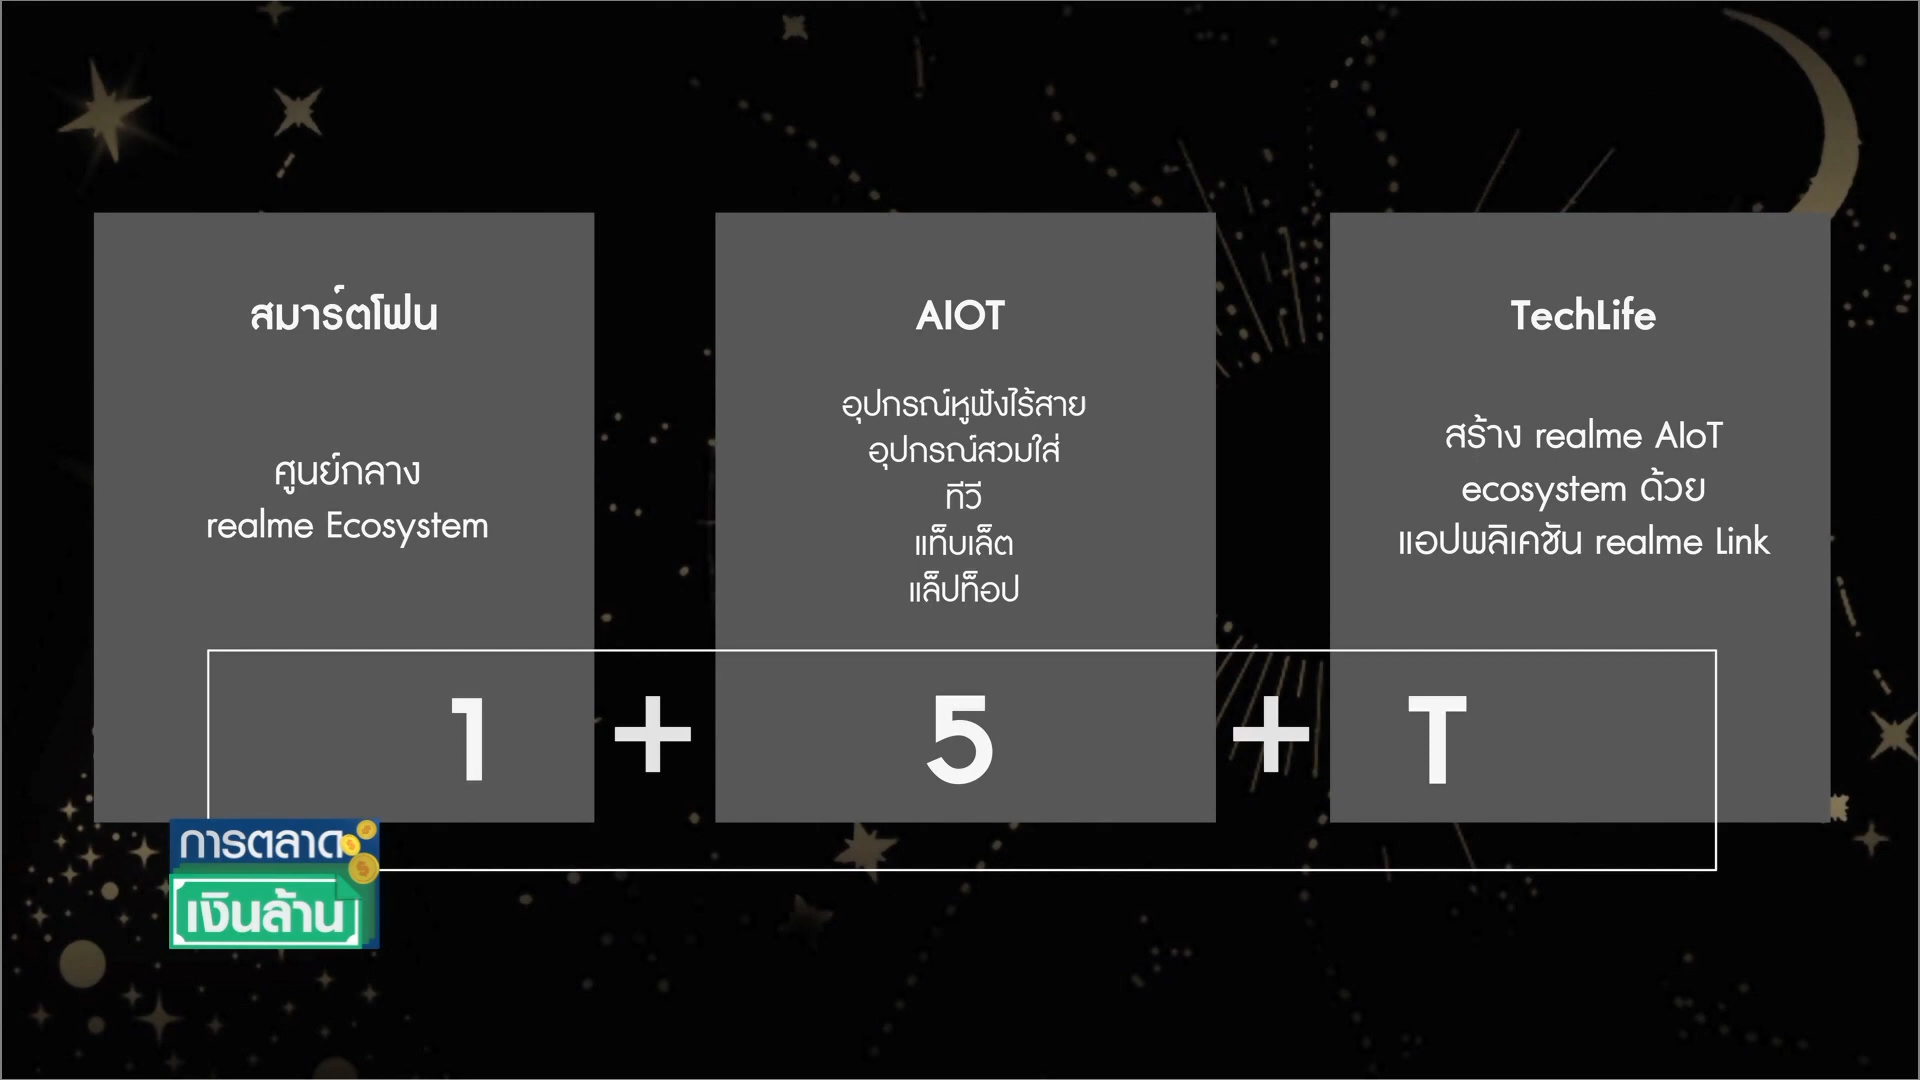 สมาร์ตโฟน
ศูนย์กลาง
realme Ecosystem
AIOT
อุปกรณ์หูฟังไร้สาย
อุปกรณ์สวมใส่
ทีวี
แท็บเล็ต
แล็ปท็อป
TechLife
สร้าง realme AIoT
ecosystem ด้วย
แอปพลิเคชัน realme Link
1 + 5 + T
การตลาด
เงินล้าน